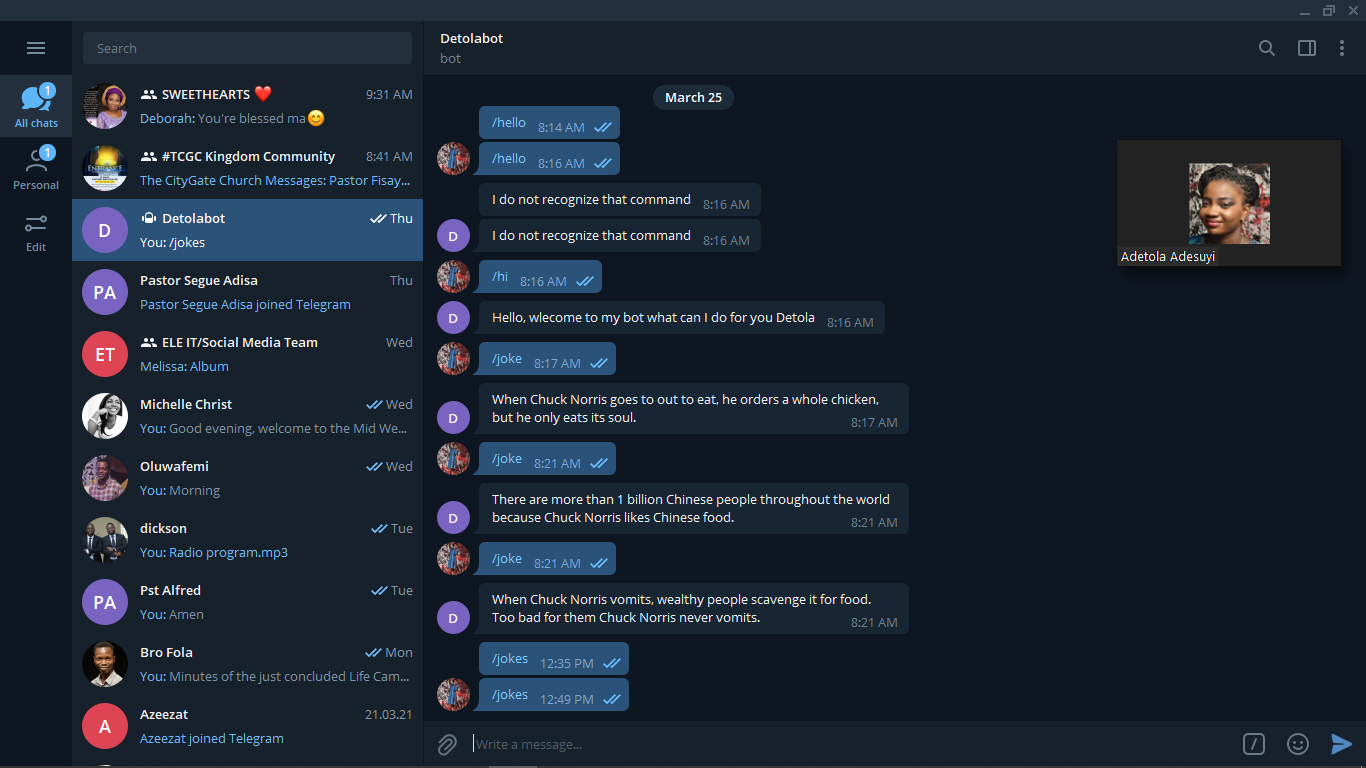 Search
1
All chats
1
Personal
Edit
SWEETHEARTS ❤️
9:31 AM
Deborah: You're blessed ma😊
#TCGC Kingdom Community
8:41 AM
The CityGate Church Messages: Pastor Fisay...
D
Detolabot
Thu
You: /jokes
PA
Pastor Segue Adisa
Thu
Pastor Segue Adisa joined Telegram
ET
ELE IT/Social Media Team
Wed
Melissa: Album
Michelle Christ
Wed
You: Good evening, welcome to the Mid We...
Oluwafemi
Wed
You: Morning
dickson
Tue
You: Radio program.mp3
PA
Pst Alfred
Tue
You: Amen
Bro Fola
Mon
You: Minutes of the just concluded Life Cam...
A
Azeezat
21.03.21
Azeezat joined Telegram
Detolabot
bot
March 25
/hello 8:14 AM
/hello 8:16 AM
I do not recognize that command 8:16 AM
D
I do not recognize that command 8:16 AM
/hi 8:16 AM
D
Hello, wlecome to my bot what can I do for you Detola 8:16 AM
/joke 8:17 AM
D
When Chuck Norris goes to out to eat, he orders a whole chicken,
but he only eats its soul.
8:17 AM
/joke 8:21 AM
D
There are more than 1 billion Chinese people throughout the world
because Chuck Norris likes Chinese food.
8:21 AM
/joke 8:21 AM
D
When Chuck Norris vomits, wealthy people scavenge it for food.
Too bad for them Chuck Norris never vomits.
8:21 AM
/jokes 12:35 PM
/jokes 12:49 PM
Write a message...
/
Adetola Adesuyi